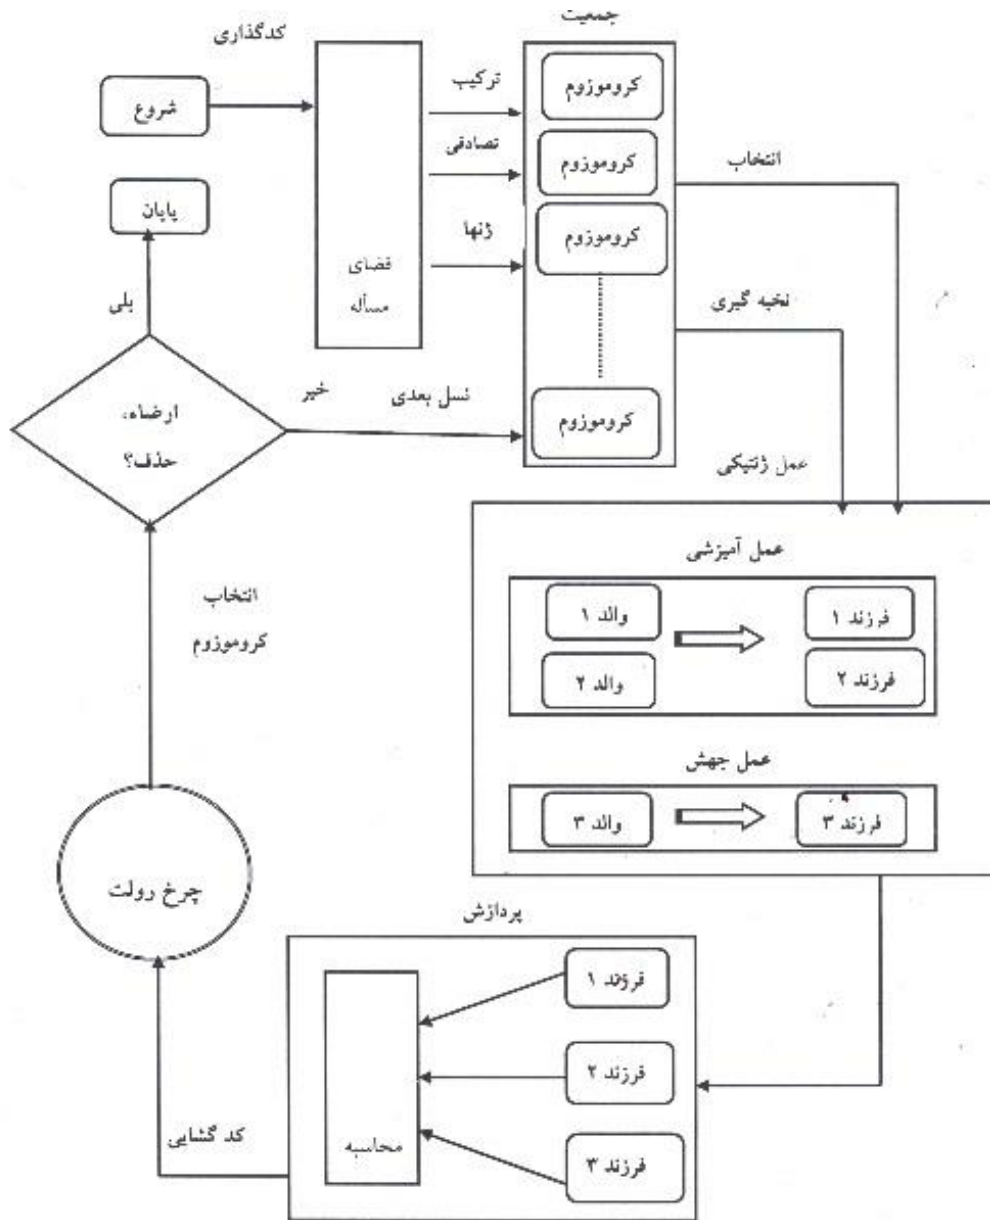 جمعیت
کدگذاری
شروع
ترکیب
تصادفی
ژنها
فضای
مسأله
کروموزوم
کروموزوم
کروموزوم
کروموزوم
انتخاب
نخبه گیری
پایان
بلی
خیر
نسل بعدی
ارضاء،
حذف؟
عمل ژنتیکی
عمل آمیزشی
والد ۱
فرزند ۱
والد ۲
فرزند ۲
عمل جهش
والد ۳
فرزند ۳
انتخاب
کروموزوم
چرخ رولت
پردازش
فرزند ۱
فرزند ۲
فرزند ۳
محاسبه
کد گشایی